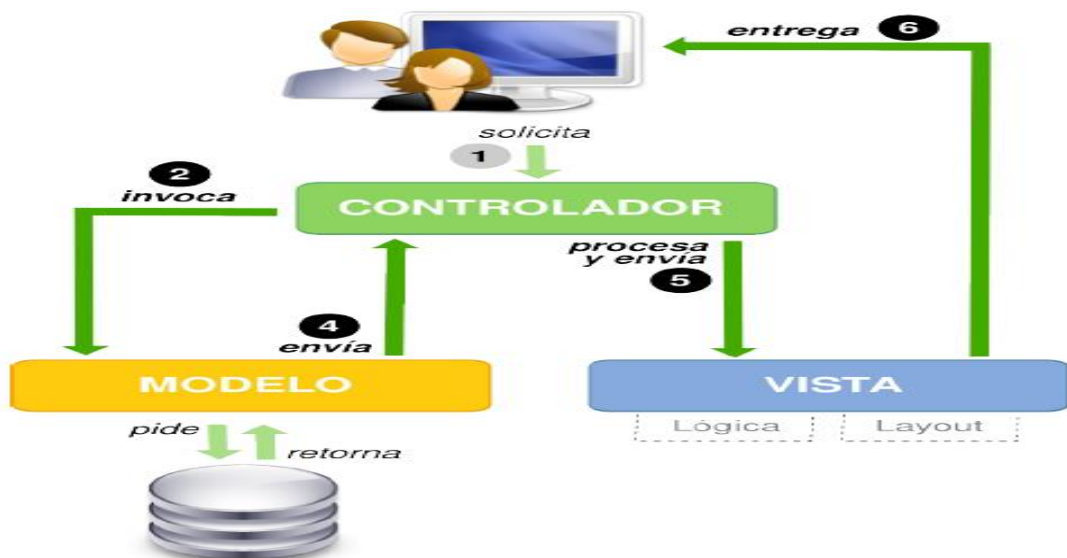 entrega 6
solicita
1
2
invoca
CONTROLADOR
procesa
y envía
5
4
envía
MODELO
VISTA
Lógica
Layout
pide
retorna